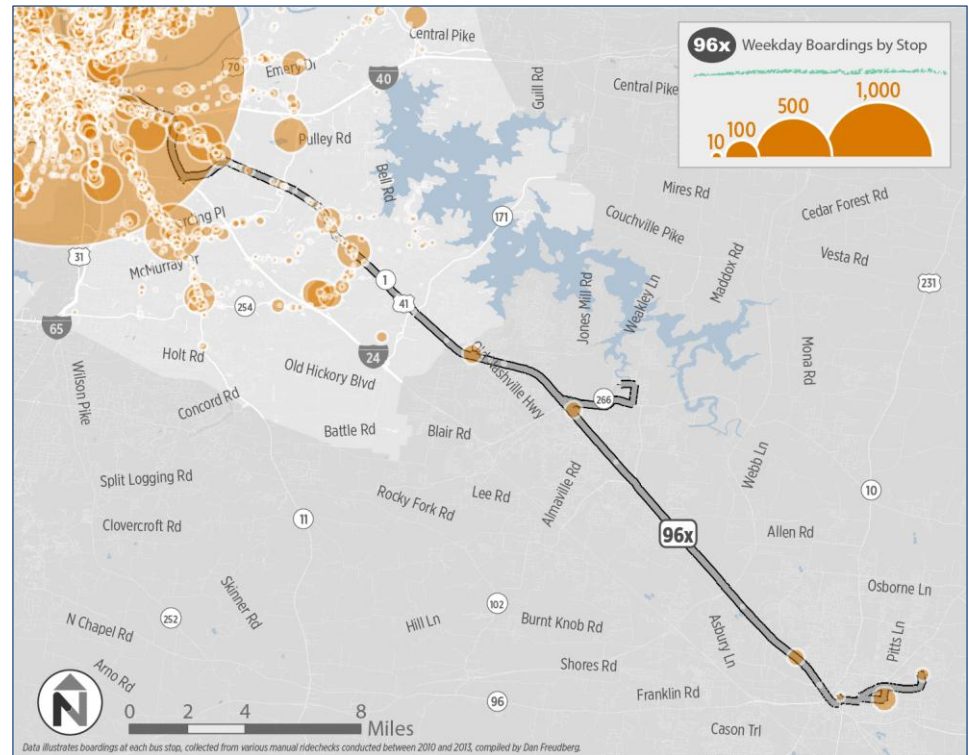 96x Weekday Boardings by Stop
10 100 500 1,000
Central Pike
70
Emery Dr
40
Guill Rd
Central Pike
Pulley Rd
Bell Rd
Mires Rd
Cedar Forest Rd
171
Couchville Pike
Maddox Rd
31
McMurray Dr
Vesta Rd
Jones Mill Rd
Weakley Ln
231
1
41
254
65
24
Holt Rd
Old Hickory Blvd
Nashville Hwy
Mona Rd
Wilson Pike
Concord Rd
266
Battle Rd
Blair Rd
Webb Ln
Split Logging Rd
Rocky Fork Rd
Lee Rd
Almaville Rd
10
Clovercroft Rd
11
96x
Allen Rd
Skinner Rd
Osborne Ln
102
252
N Chapel Rd
Hill Ln
Burnt Knob Rd
Asbury Ln
Pitts Ln
Arno Rd
Shores Rd
96
Franklin Rd
Cason Trl
N
0 4 8
Miles
Data illustrates boardings at each bus stop, collected from various manual ridechecks conducted between 2010 and 2013, compiled by Dan Freudberg.